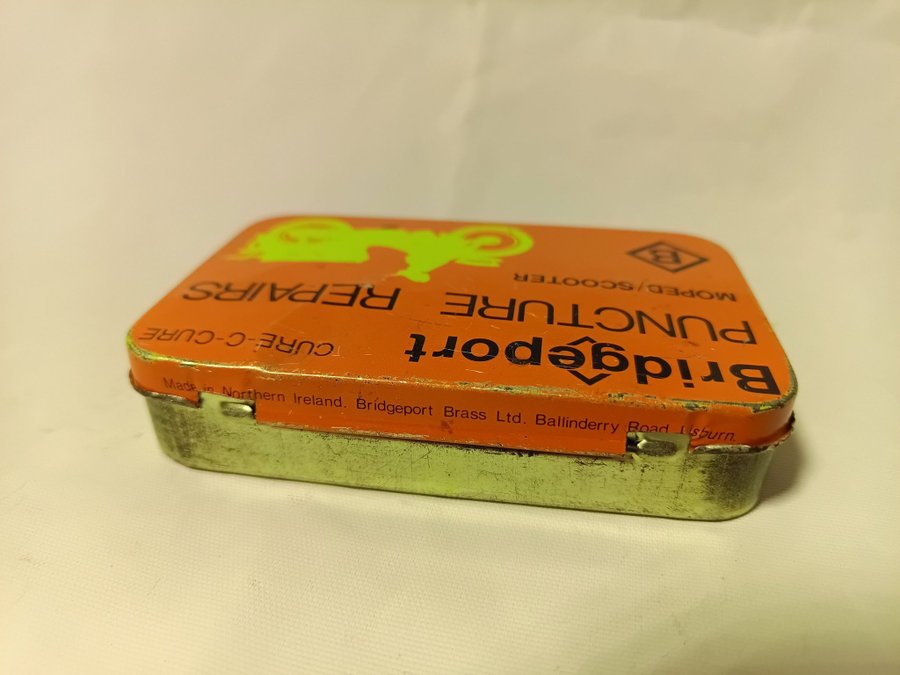 Bridgeport
CURE-C-CURE
PUNCTURE REPAIRS
MOPED/SCOOTER
B
Made in Northern Ireland. Bridgeport Brass Ltd. Ballinderry Road, Lisburn.